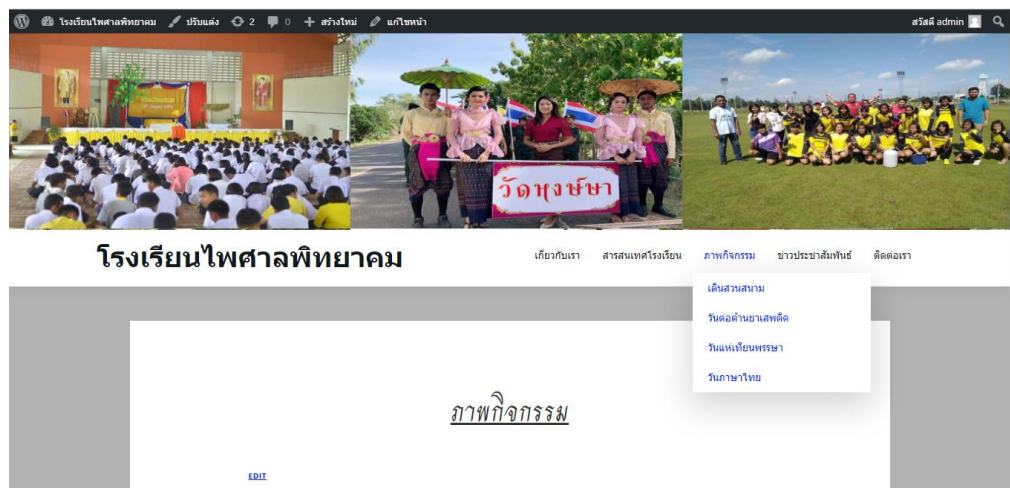 โรงเรียนไพศาลพิทยาคม ปรับแต่ง 2 0 + สร้างใหม่ แก้ไขหน้า สวัสดี admin
วัดหงษ์ษา
โรงเรียนไพศาลพิทยาคม
เกี่ยวกับเรา สารสนเทศโรงเรียน ภาพกิจกรรม ข่าวประชาสัมพันธ์ ติดต่อเรา
เดินสวนสนาม
วันต่อต้านยาเสพติด
วันแห่เทียนพรรษา
วันภาษาไทย
ภาพกิจกรรม
EDIT